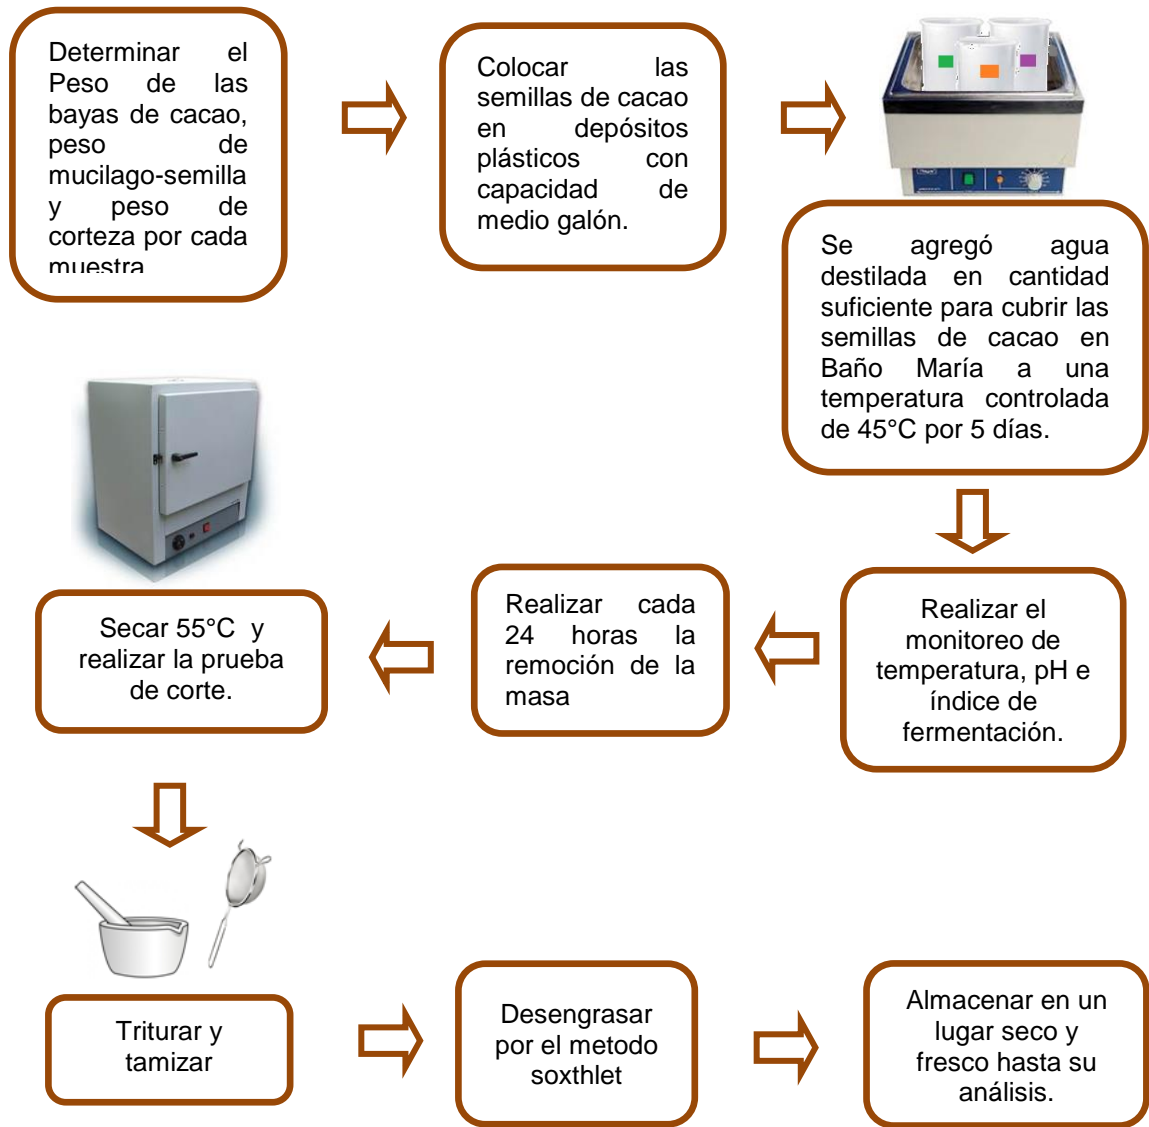 Determinar el
Peso de las
bayas de cacao,
peso de
mucilago-semilla
y peso de
corteza por cada
muestra
Colocar las
semillas de cacao
en depósitos
plásticos con
capacidad de
medio galón.
Se agregó agua
destilada en cantidad
suficiente para cubrir las
semillas de cacao en
Baño María a una
temperatura controlada
de 45°C por 5 días.
Realizar el
monitoreo de
temperatura, pH e
índice de
fermentación.
Realizar cada
24 horas la
remoción de la
masa
Secar 55°C y
realizar la prueba
de corte.
Triturar y
tamizar
Desengrasar
por el metodo
soxthlet
Almacenar en un
lugar seco y
fresco hasta su
análisis.